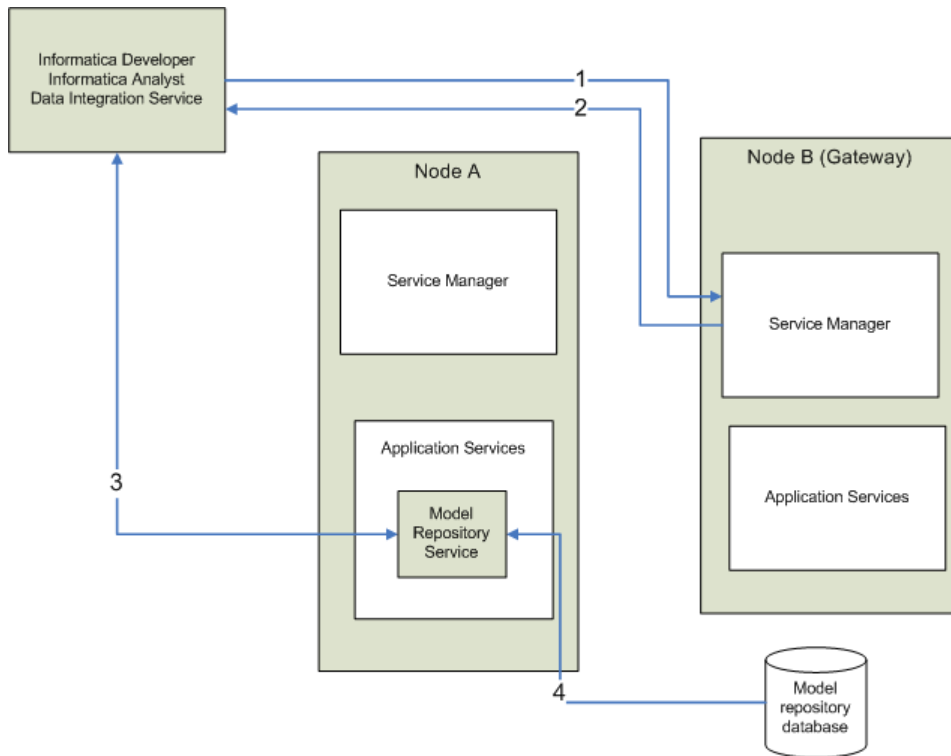 Informatica Developer
Informatica Analyst
Data Integration Service
1
2
Node A
Node B (Gateway)
Service Manager
Service Manager
Application Services
Model
Repository
Service
Application Services
3
4
Model
repository
database